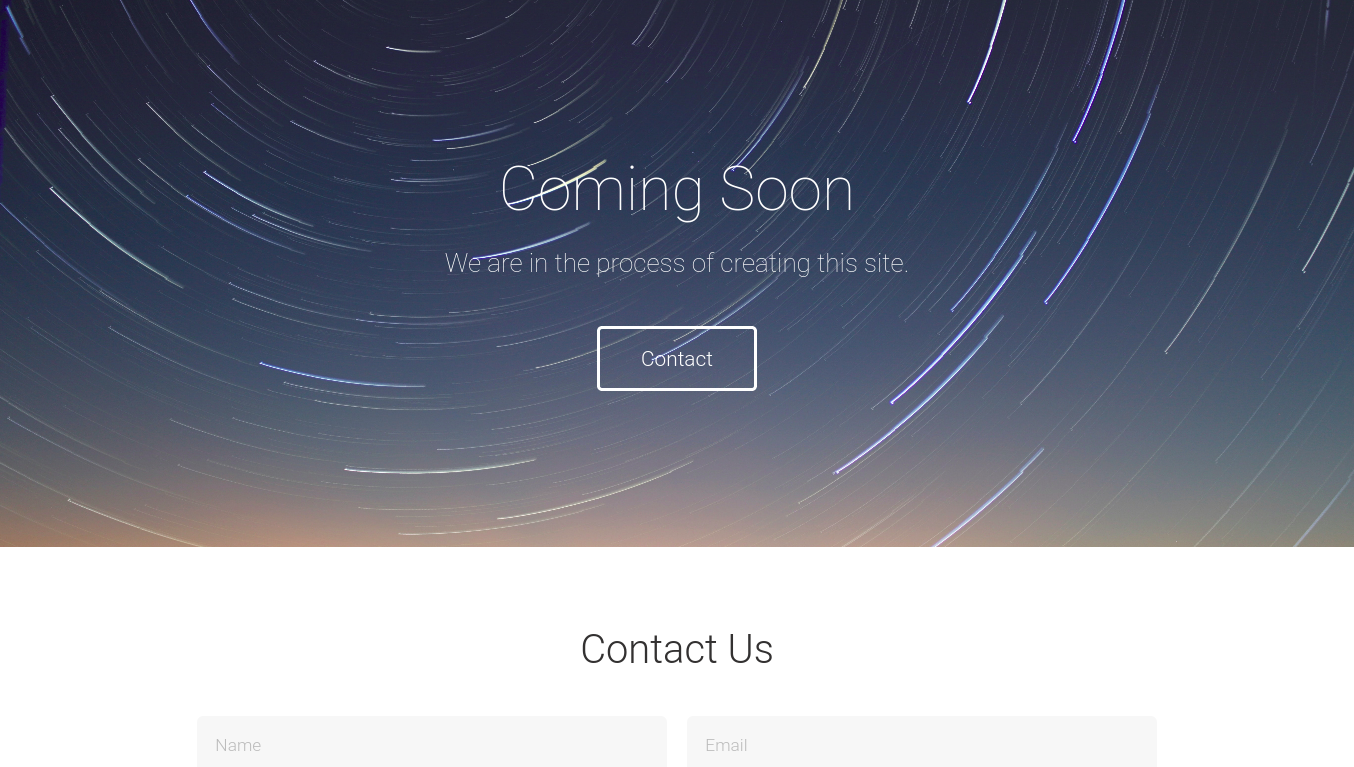 Coming Soon
We are in the process of creating this site.
Contact
Contact Us
Name
Email